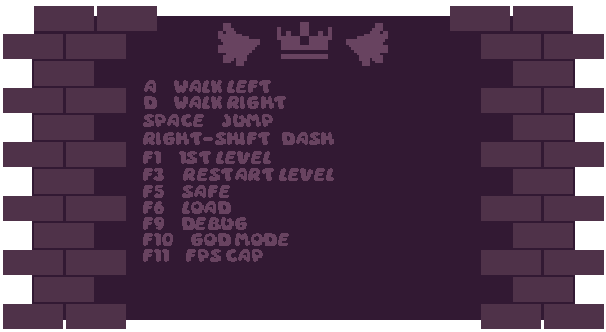 A WALK LEFT
D WALK RIGHT
SPACE JUMP
RIGHT-SHIFT DASH
F1 1ST LEVEL
F3 RESTART LEVEL
F5 SAFE
F6 LOAD
F9 DEBUG
F10 GOD MODE
F11 FPS CAP